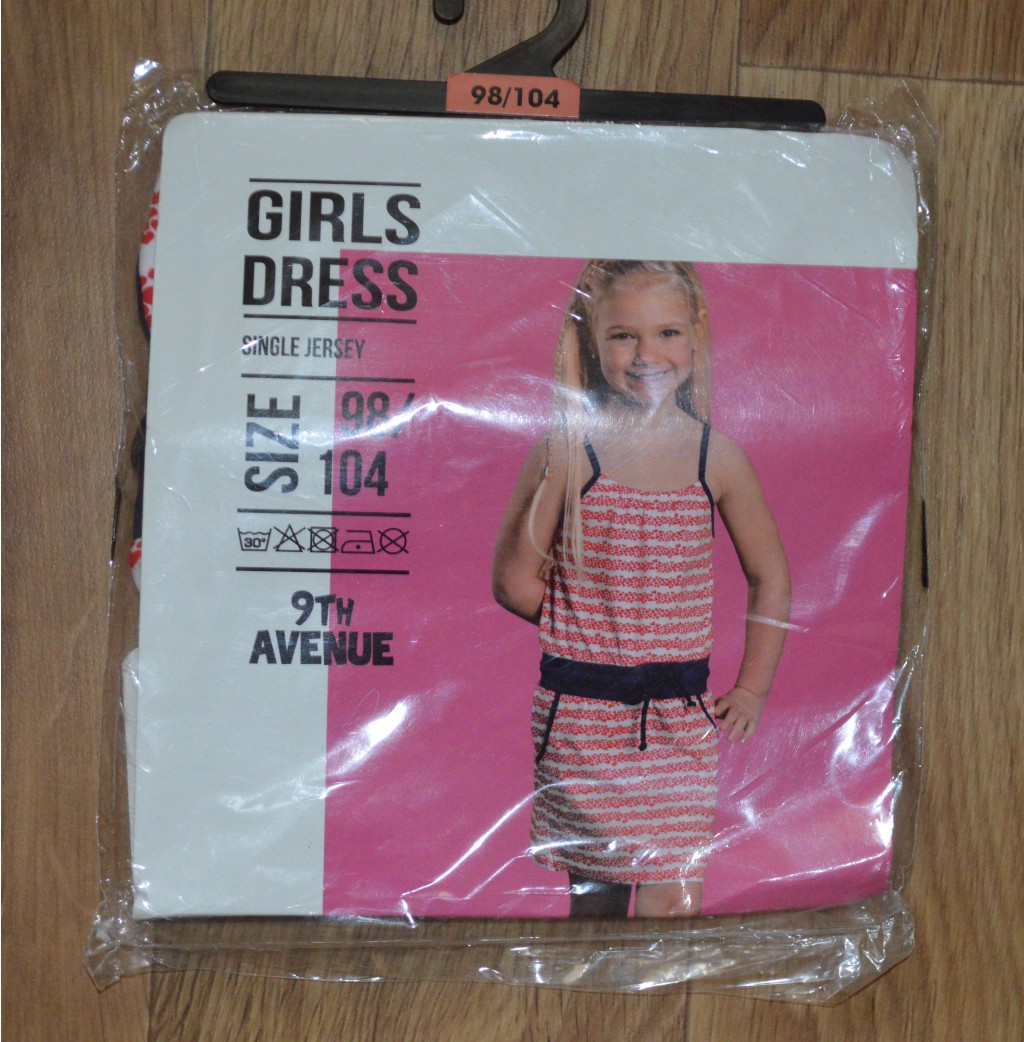 98/104
GIRLS
DRESS
SINGLE JERSEY
SIZE 98/
104
30°
9TH
AVENUE